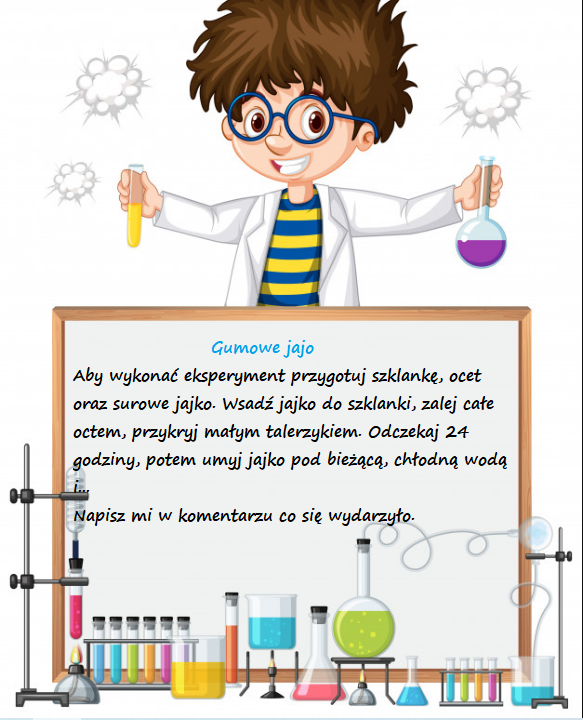 Gumowe jajo
Aby wykonać eksperyment przygotuj szklankę, ocet
oraz surowe jajko. Wsadź jajko do szklanki, zalej całe
octem, przykryj małym talerzykiem. Odczekaj 24
godziny, potem umyj jajko pod bieżącą, chłodną wodą
i...
Napisz mi w komentarzu co się wydarzyło.